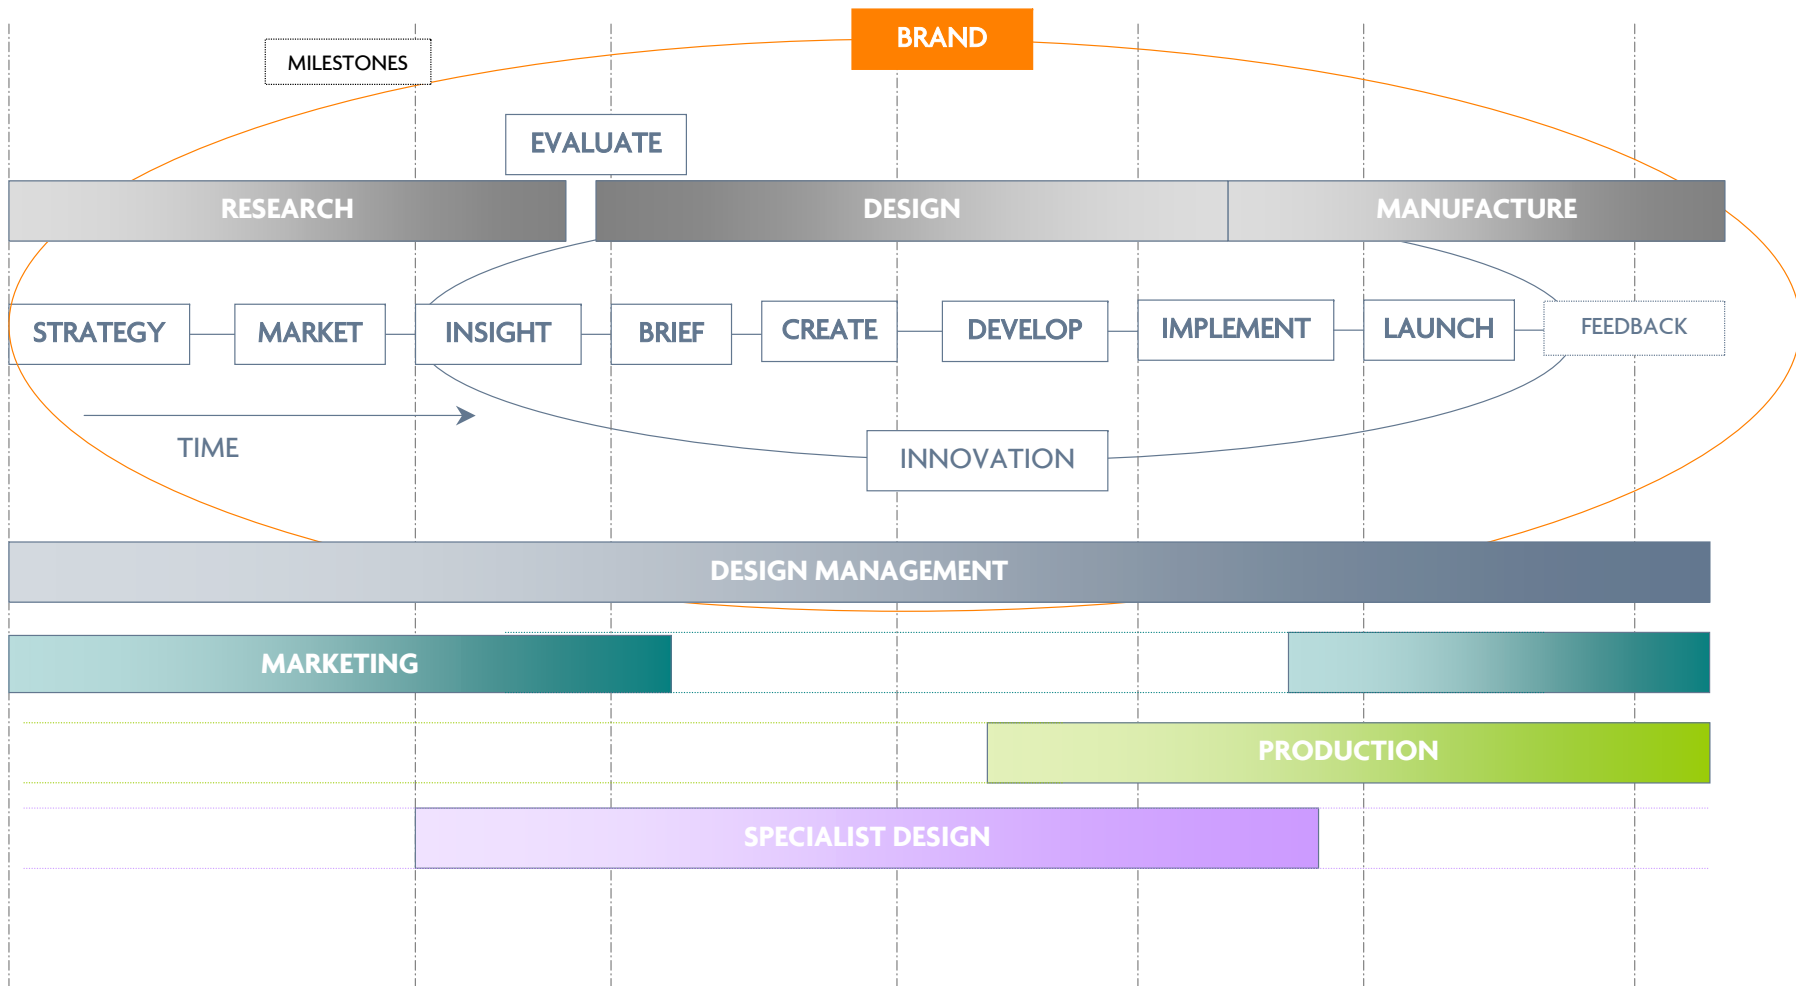 BRAND
MILESTONES
EVALUATE
RESEARCH
DESIGN
MANUFACTURE
STRATEGY
MARKET
INSIGHT
BRIEF
CREATE
DEVELOP
IMPLEMENT
LAUNCH
FEEDBACK
TIME
INNOVATION
DESIGN MANAGEMENT
MARKETING
PRODUCTION
SPECIALIST DESIGN